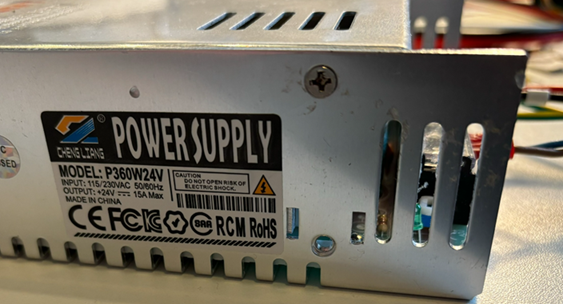 POWER SUPPLY
CHENG LIANG
MODEL: P360W24V
INPUT: 115/230VAC 50/60Hz
OUTPUT: +24V ⎓ 15A Max
MADE IN CHINA
CAUTION
DO NOT OPEN RISK OF
ELECTRIC SHOCK.
CE FC RCM RoHS